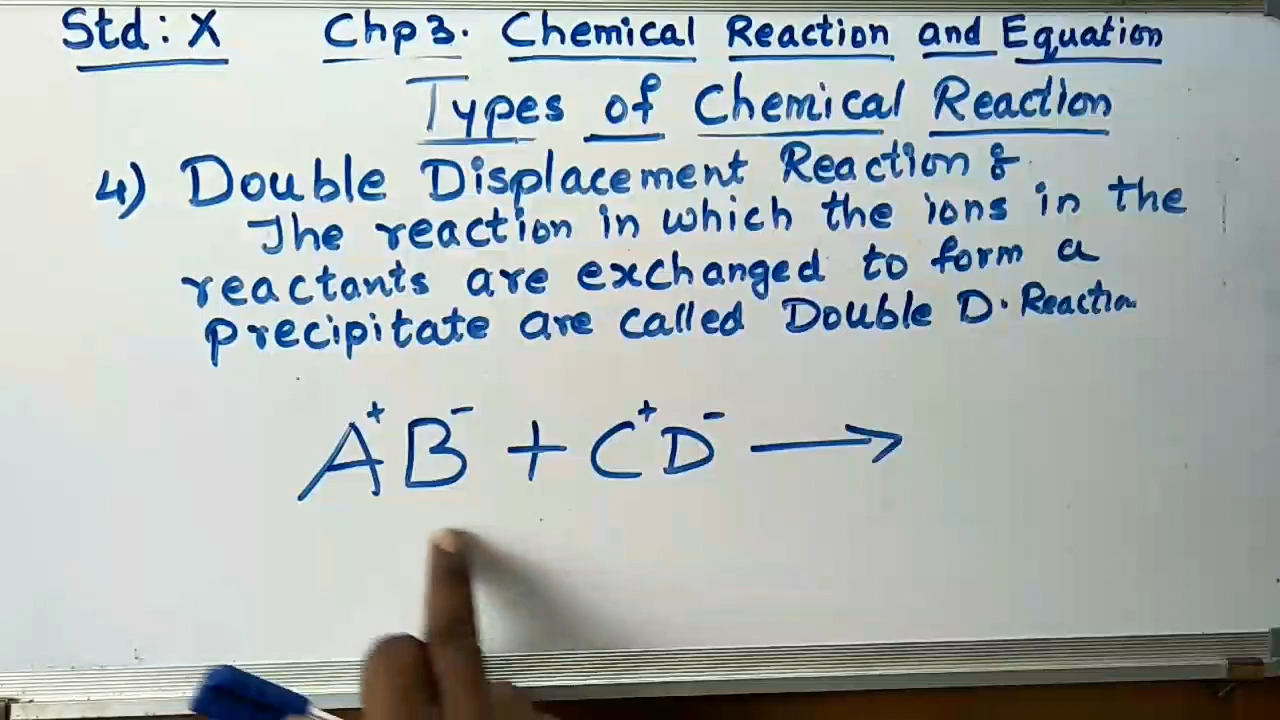 Std: X Chp 3. Chemical Reaction and Equation
Types of Chemical Reaction
4) Double Displacement Reaction :
The reaction in which the ions in the
reactants are exchanged to form a
precipitate are called Double D. Reaction
A⁺B⁻ + C⁺D⁻ →